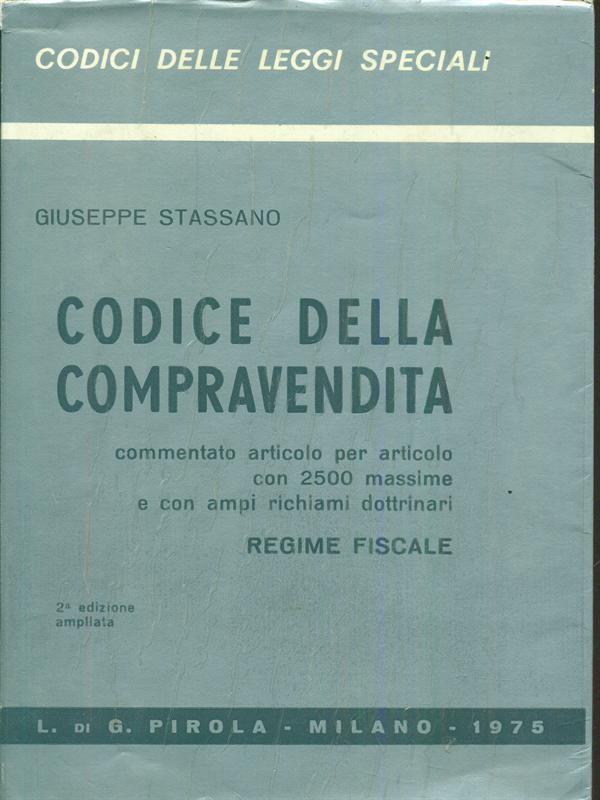 CODICI DELLE LEGGI SPECIALI
GIUSEPPE STASSANO
CODICE DELLA
COMPRAVENDITA
commentato articolo per articolo
con 2500 massime
e con ampi richiami dottrinari
REGIME FISCALE
2ª edizione
ampliata
L. DI G. PIROLA - MILANO - 1975